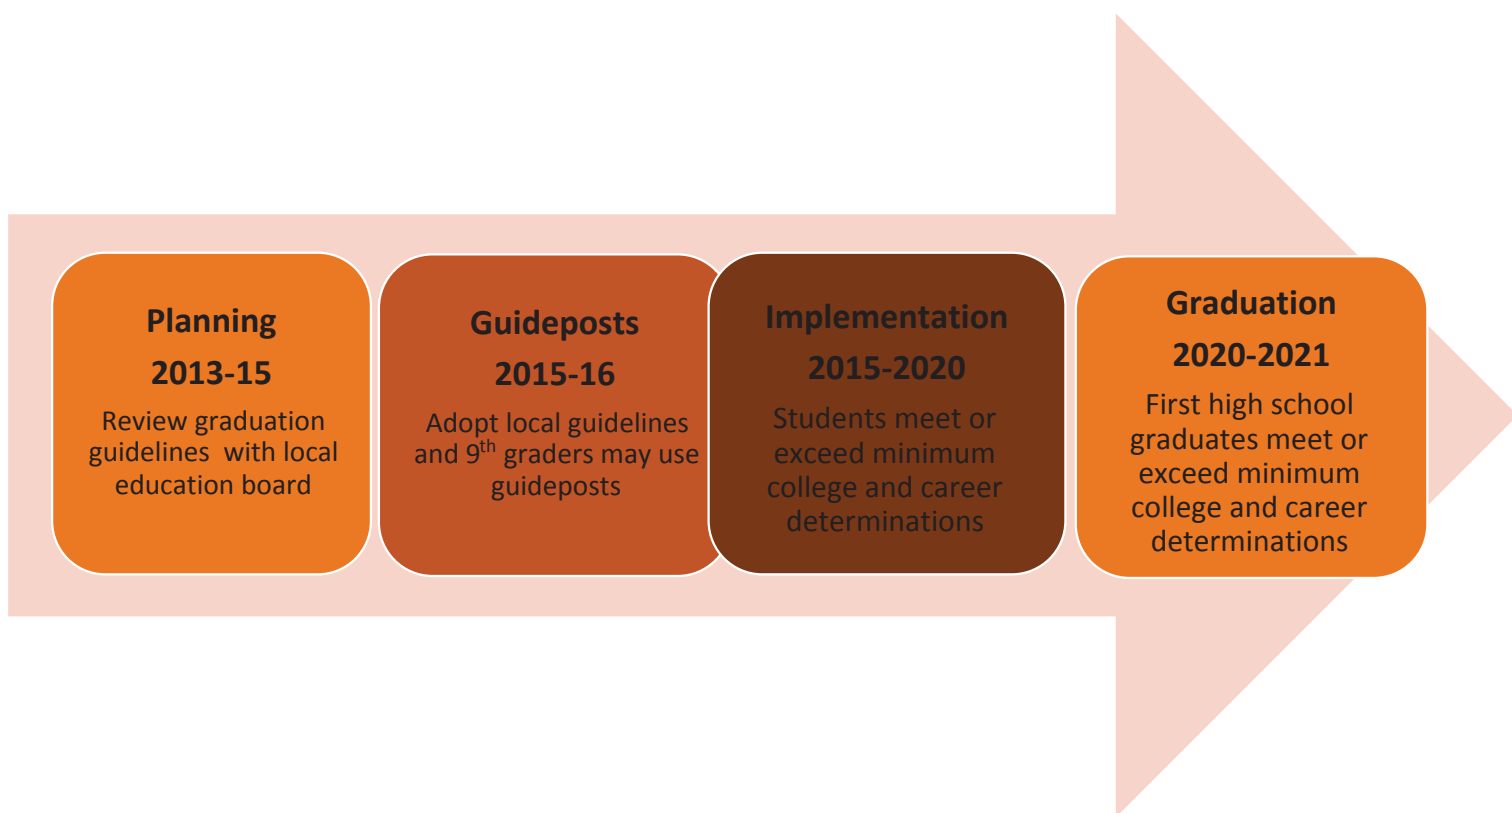 Planning
2013-15
Review graduation
guidelines  with local
education board
Guideposts
2015-16
Adopt local guidelines
and 9th graders may use
guideposts
Implementation
2015-2020
Students meet or
exceed minimum
college and career
determinations
Graduation
2020-2021
First high school
graduates meet or
exceed minimum
college and career
determinations